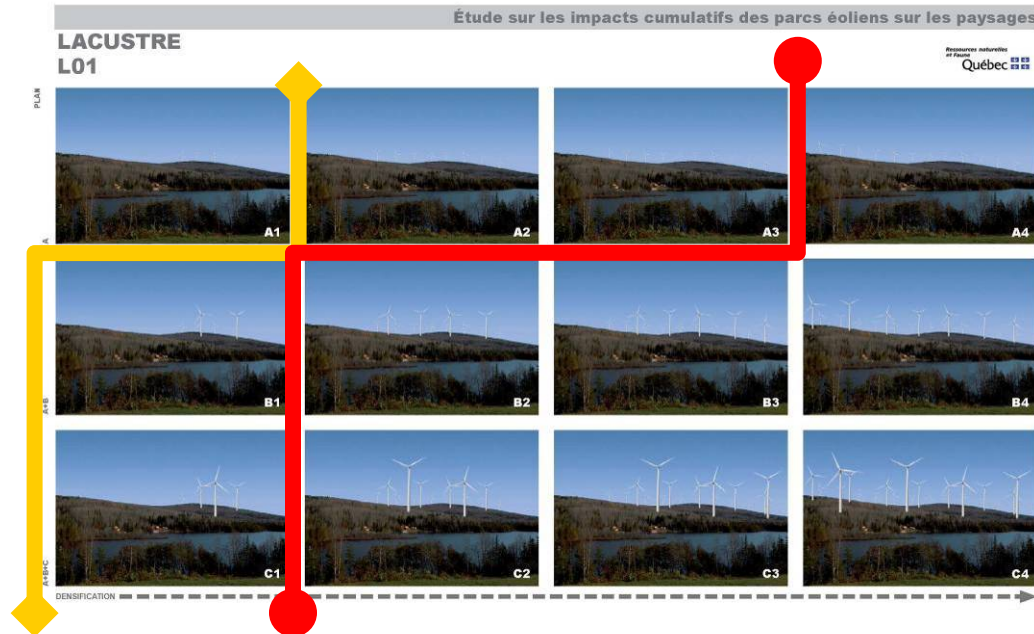 Étude sur les impacts cumulatifs des parcs éoliens sur les paysages
LACUSTRE
L01
Ressources naturelles
et Faune
Québec
PLAN
A1
A2
A3
A4
A
B1
B2
B3
B4
A+B
C1
C2
C3
C4
A+B+C
DENSIFICATION